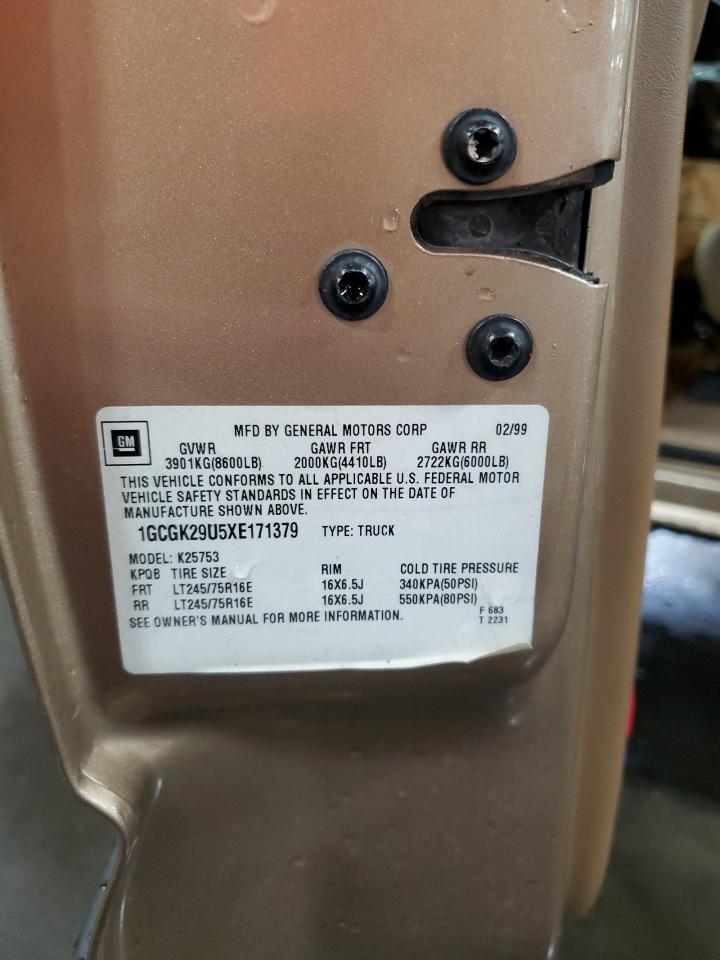 GM
MFD BY GENERAL MOTORS CORP 02/99
GVWR GAWR FRT GAWR RR
3901KG(8600LB) 2000KG(4410LB) 2722KG(6000LB)
THIS VEHICLE CONFORMS TO ALL APPLICABLE U.S. FEDERAL MOTOR
VEHICLE SAFETY STANDARDS IN EFFECT ON THE DATE OF
MANUFACTURE SHOWN ABOVE.
1GCGK29U5XE171379 TYPE: TRUCK
MODEL: K25753
KPQB TIRE SIZE RIM COLD TIRE PRESSURE
FRT LT245/75R16E 16X6.5J 340KPA(50PSI)
RR LT245/75R16E 16X6.5J 550KPA(80PSI)
SEE OWNER'S MANUAL FOR MORE INFORMATION.
F 683
T 2231